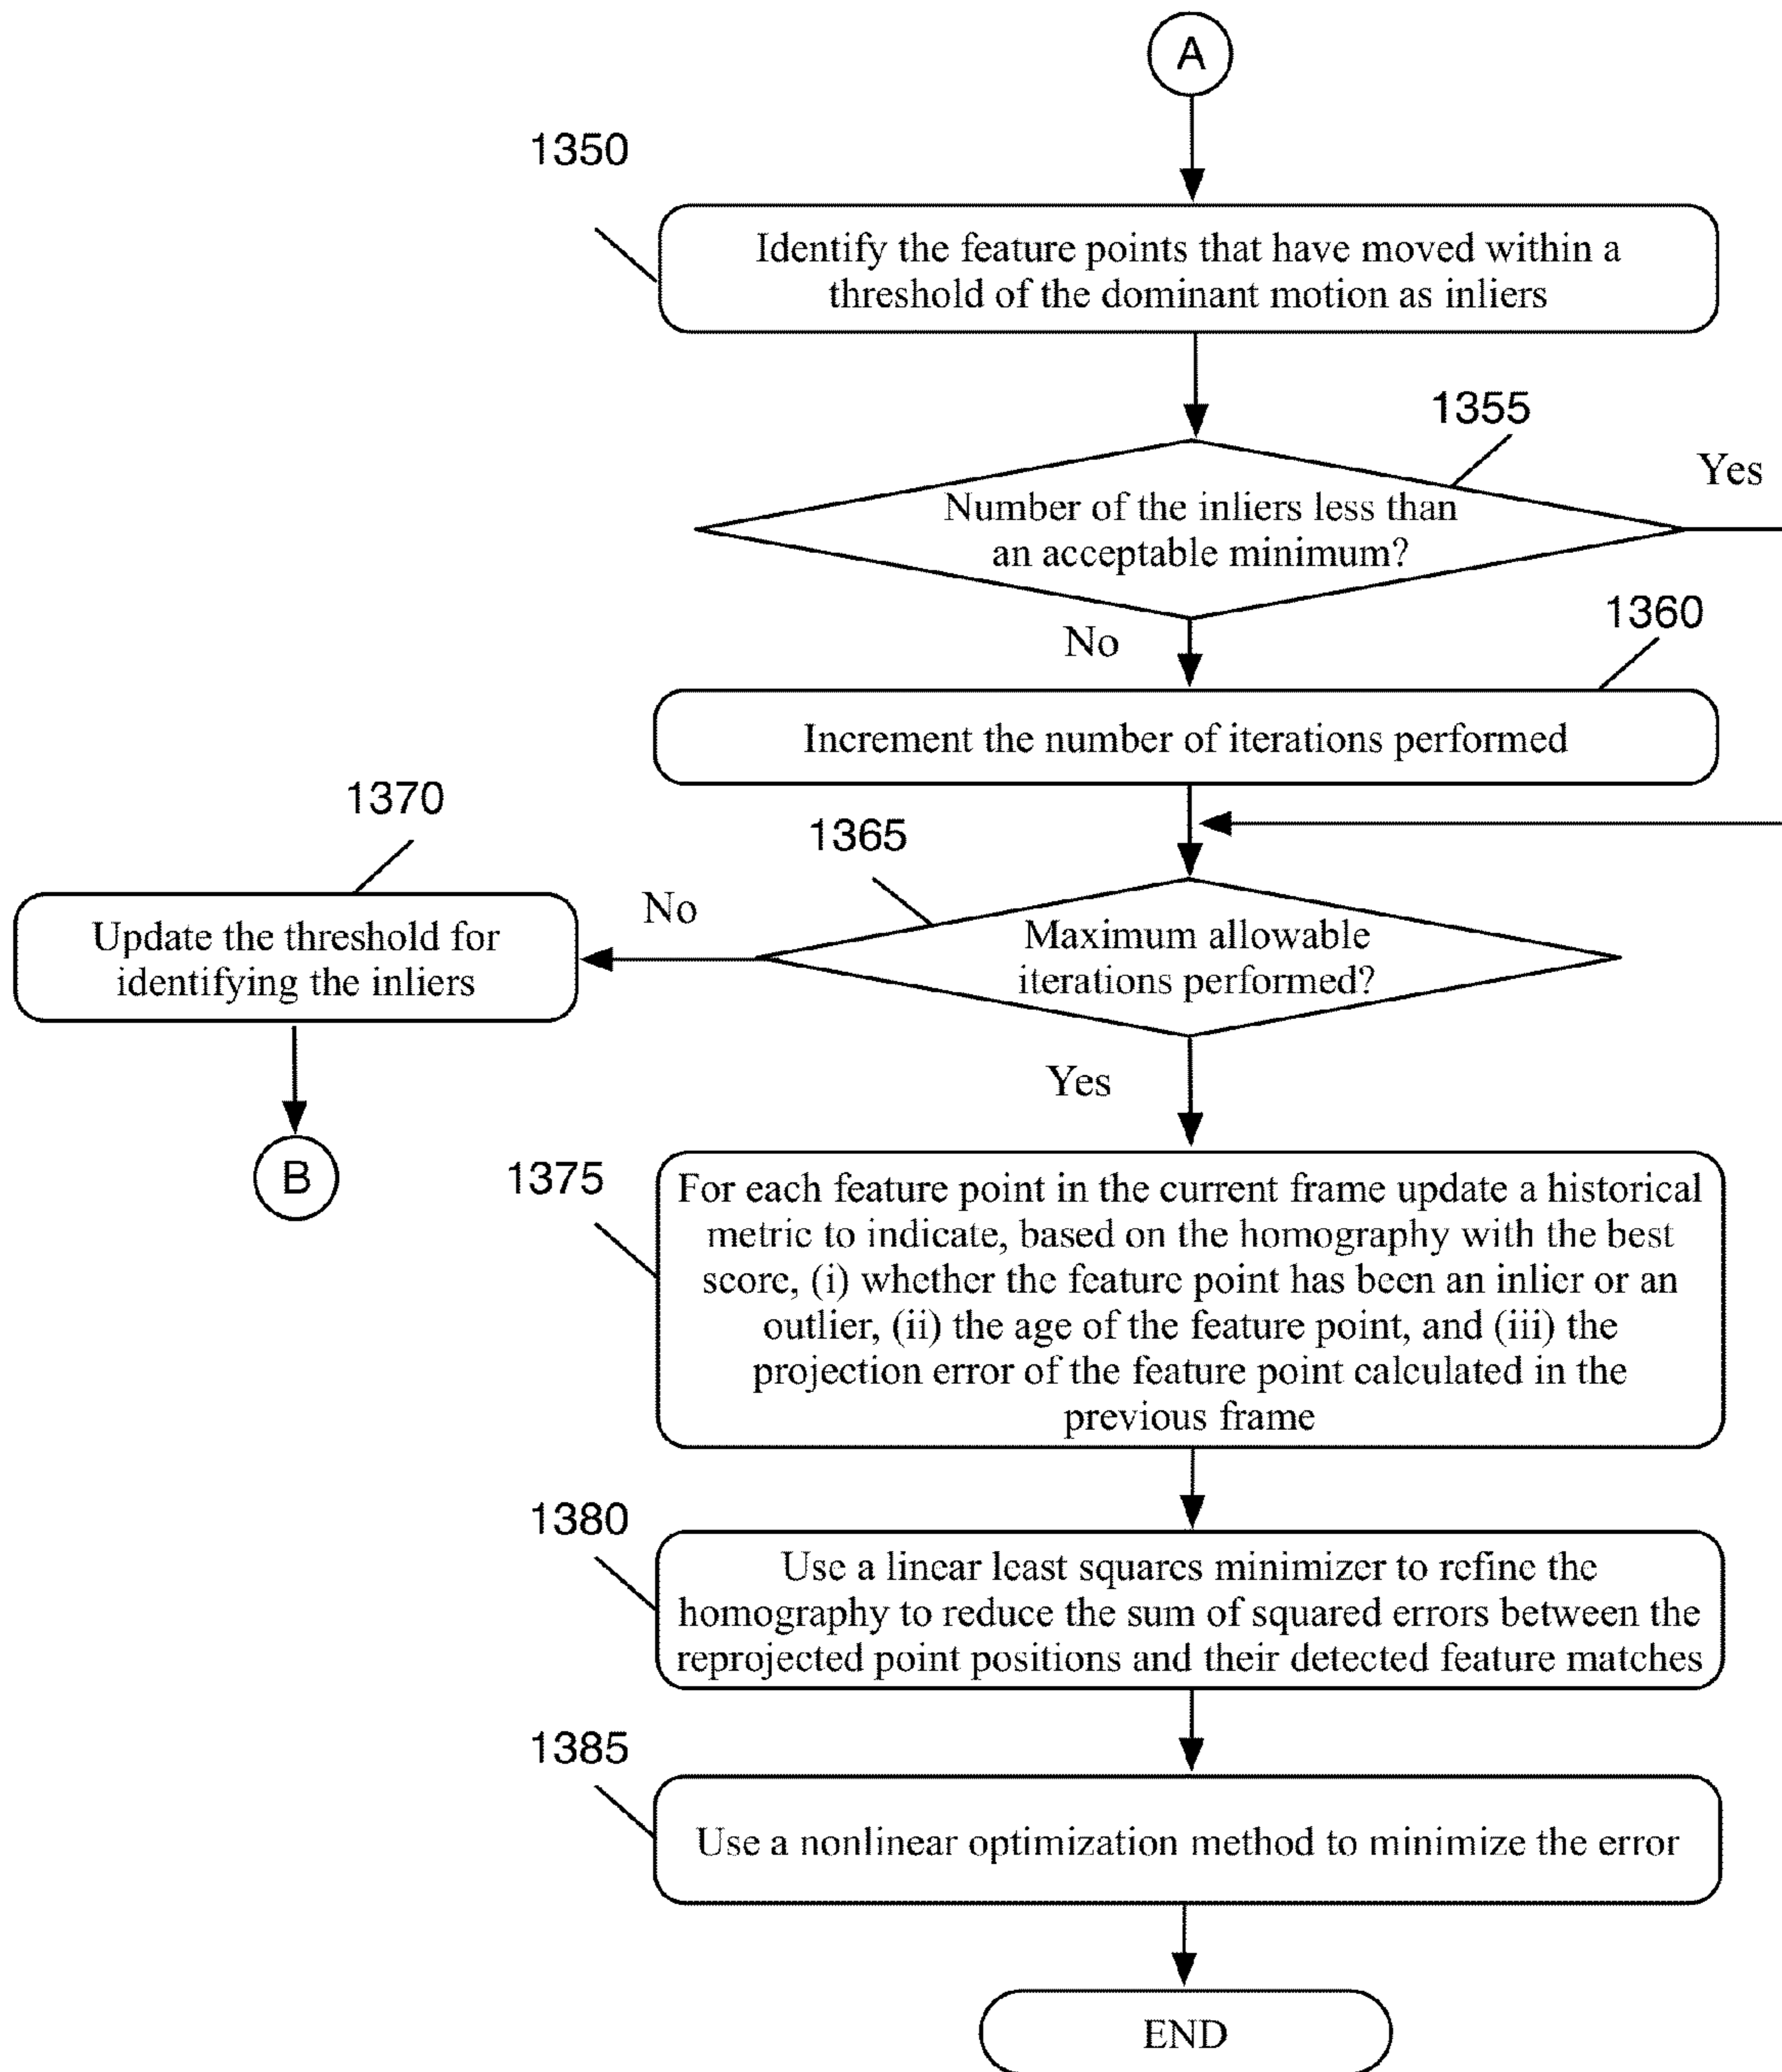 A
1350
Identify the feature points that have moved within a
threshold of the dominant motion as inliers
1355
Yes
Number of the inliers less than
an acceptable minimum?
No
1360
Increment the number of iterations performed
1370
1365
No
Update the threshold for
identifying the inliers
Maximum allowable
iterations performed?
Yes
B
1375
For each feature point in the current frame update a historical
metric to indicate, based on the homography with the best
score, (i) whether the feature point has been an inlier or an
outlier, (ii) the age of the feature point, and (iii) the
projection error of the feature point calculated in the
previous frame
1380
Use a linear least squares minimizer to refine the
homography to reduce the sum of squared errors between the
reprojected point positions and their detected feature matches
1385
Use a nonlinear optimization method to minimize the error
END